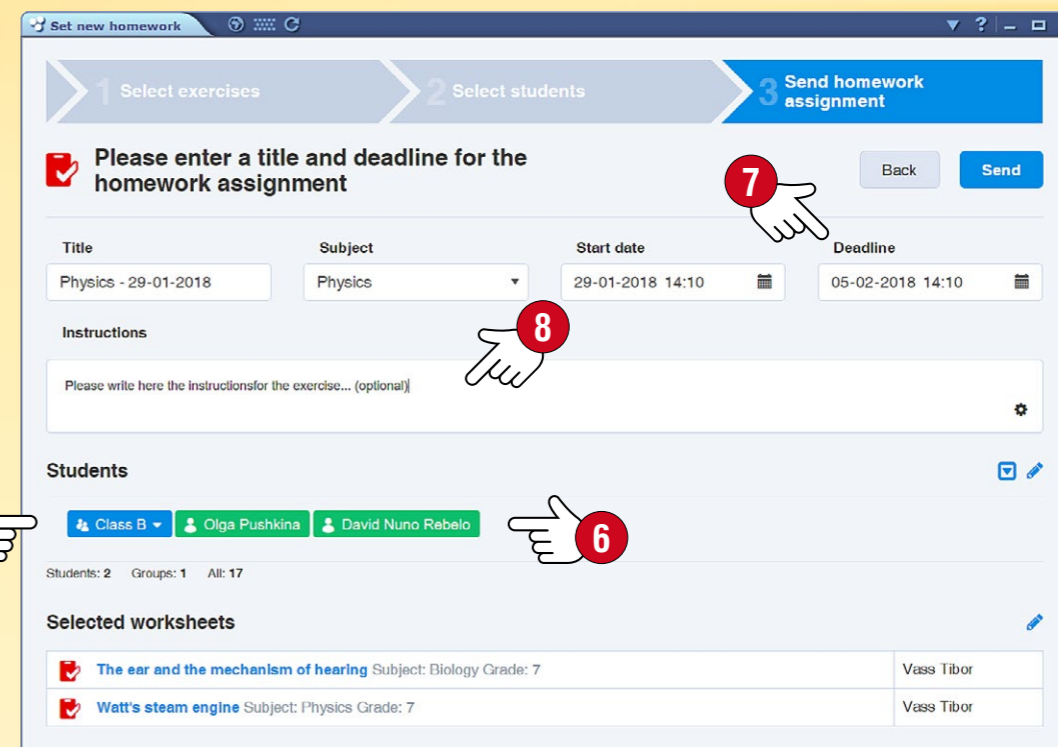 Set new homework
?
1 Select exercises
2 Select students
3 Send homework assignment
Please enter a title and deadline for the
homework assignment
7
Back
Send
Title
Subject
Start date
Deadline
Physics - 29-01-2018
Physics
29-01-2018 14:10
05-02-2018 14:10
Instructions
8
Please write here the instructionsfor the exercise... (optional)
Students
Class B
Olga Pushkina
David Nuno Rebelo
6
Students: 2 Groups: 1 All: 17
Selected worksheets
The ear and the mechanism of hearing Subject: Biology Grade: 7
Vass Tibor
Watt's steam engine Subject: Physics Grade: 7
Vass Tibor